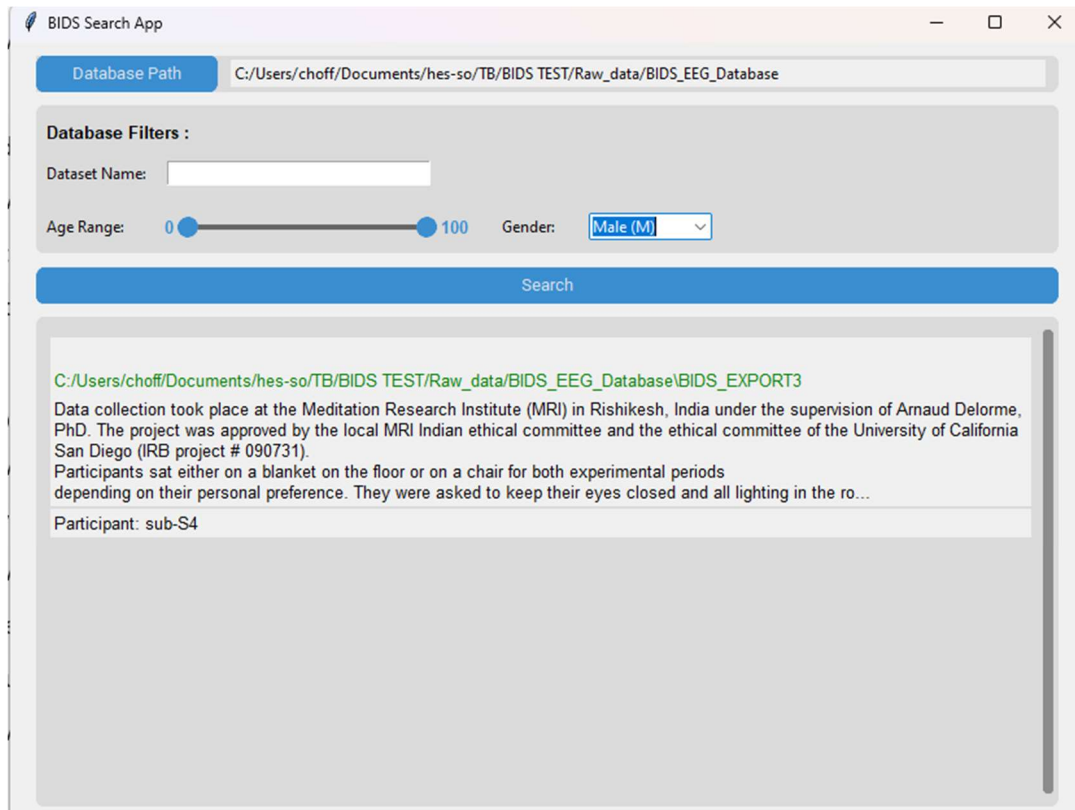 BIDS Search App
Database Path C:/Users/choff/Documents/hes-so/TB/BIDS TEST/Raw_data/BIDS_EEG_Database
Database Filters :
Dataset Name:
Age Range: 0 100 Gender: Male (M)
Search
C:/Users/choff/Documents/hes-so/TB/BIDS TEST/Raw_data/BIDS_EEG_Database\BIDS_EXPORT3
Data collection took place at the Meditation Research Institute (MRI) in Rishikesh, India under the supervision of Arnaud Delorme,
PhD. The project was approved by the local MRI Indian ethical committee and the ethical committee of the University of California
San Diego (IRB project # 090731).
Participants sat either on a blanket on the floor or on a chair for both experimental periods
depending on their personal preference. They were asked to keep their eyes closed and all lighting in the ro...
Participant: sub-S4